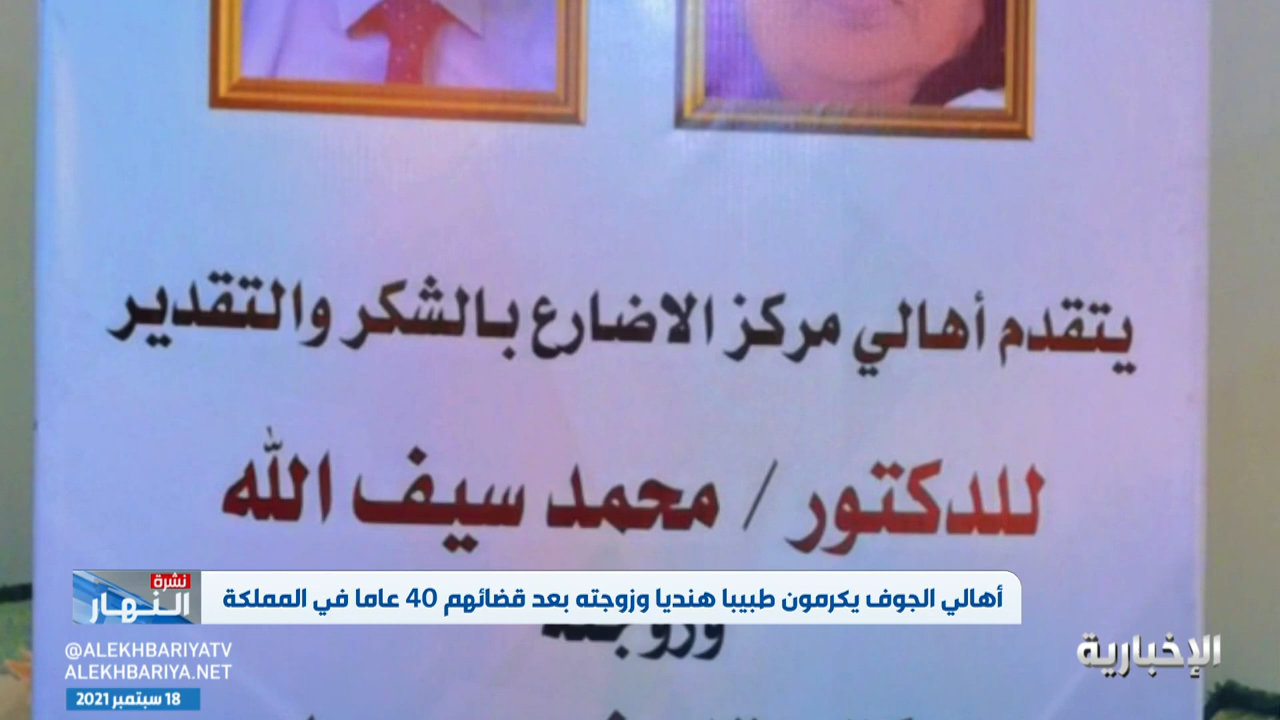 يتقدم أهالي مركز الاضارع بالشكر والتقدير
للدكتور / محمد سيف الله
وزوجته
أهالي الجوف يكرمون طبيبا هنديا وزوجته بعد قضائهم 40 عاما في المملكة
نشرة
النهار
@ALEKHBARIYATV
ALEKHBARIYA.NET
18 سبتمبر 2021
الإخبارية